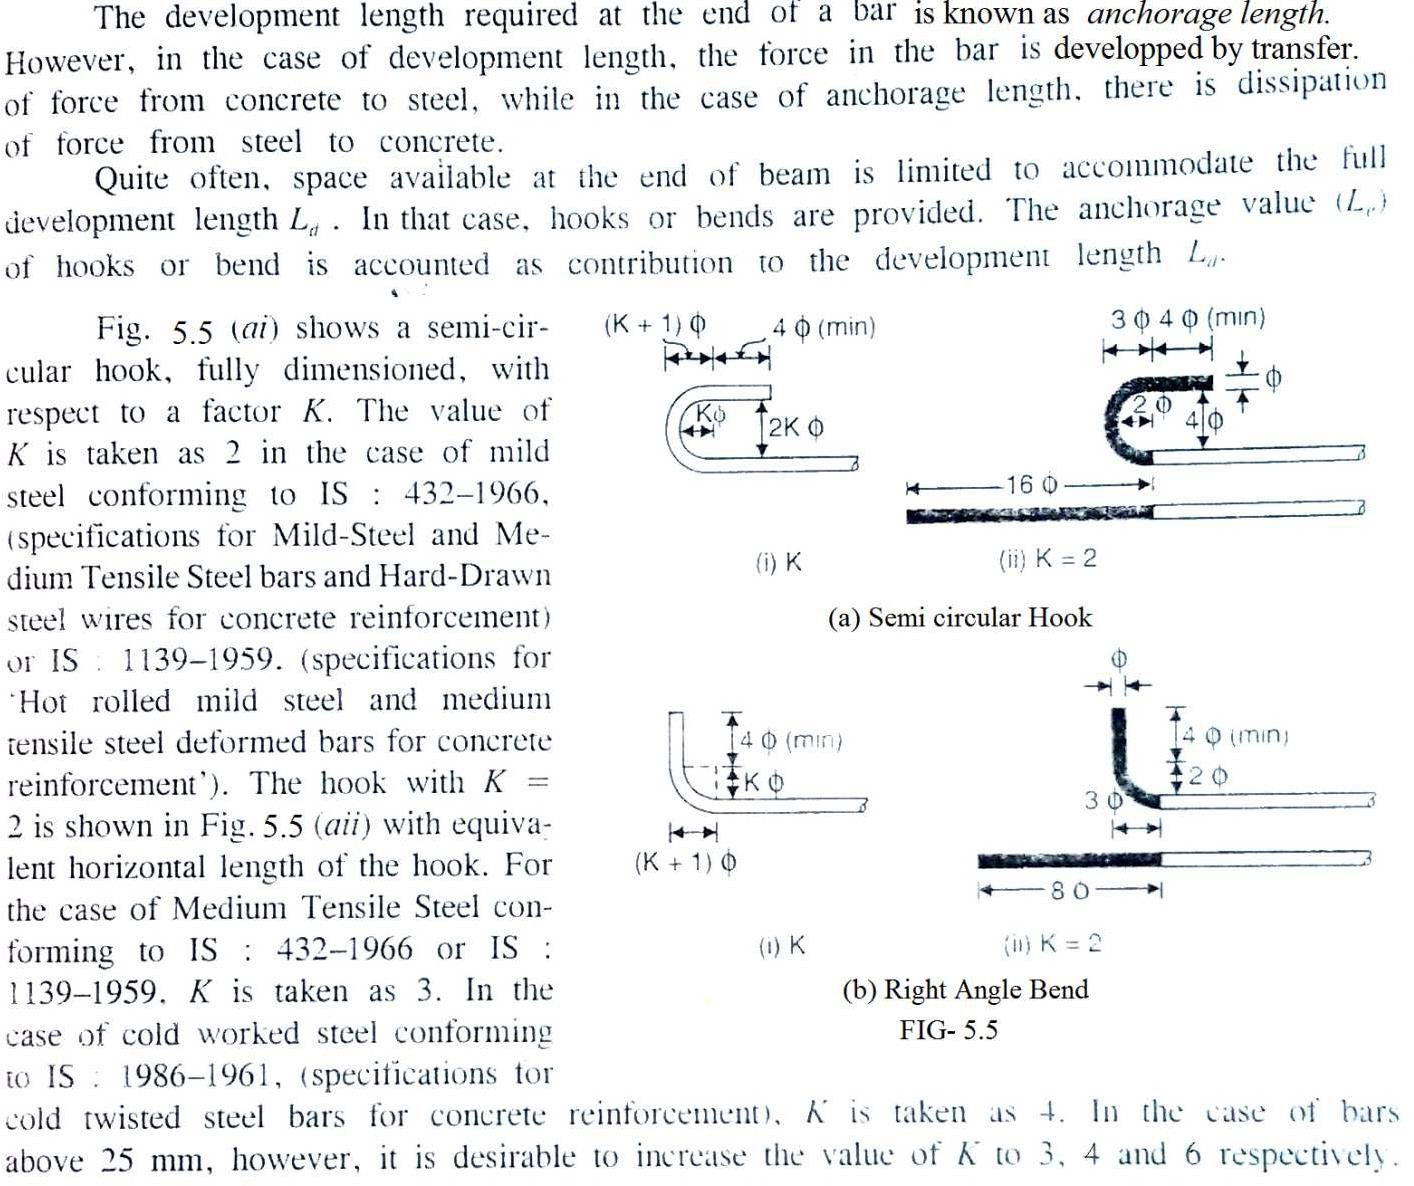 The development length required at the end of a bar is known as anchorage length.
However, in the case of development length, the force in the bar is developped by transfer.
of force from concrete to steel, while in the case of anchorage length, there is dissipation
of force from steel to concrete.
Quite often, space available at the end of beam is limited to accommodate the full
development length L_d . In that case, hooks or bends are provided. The anchorage value (L_e)
of hooks or bend is accounted as contribution to the development length L_d.
Fig. 5.5 (ai) shows a semi-cir-
cular hook, fully dimensioned, with
respect to a factor K. The value of
K is taken as 2 in the case of mild
steel conforming to IS : 432–1966,
(specifications for Mild-Steel and Me-
dium Tensile Steel bars and Hard-Drawn
steel wires for concrete reinforcement)
or IS : 1139–1959. (specifications for
'Hot rolled mild steel and medium
tensile steel deformed bars for concrete
reinforcement'). The hook with K =
2 is shown in Fig. 5.5 (aii) with equiva-
lent horizontal length of the hook. For
the case of Medium Tensile Steel con-
forming to IS : 432–1966 or IS :
1139–1959, K is taken as 3. In the
case of cold worked steel conforming
to IS : 1986–1961, (specifications for
cold twisted steel bars for concrete reinforcement), K is taken as 4. In the case of bars
above 25 mm, however, it is desirable to increase the value of K to 3, 4 and 6 respectively.
(K + 1) Φ 4 Φ (min)
KΦ
2K Φ
(i) K
3 Φ 4 Φ (min)
Φ
2 Φ
4 Φ
16 Φ
(ii) K = 2
(a) Semi circular Hook
4 Φ (min)
K Φ
(K + 1) Φ
(i) K
Φ
4 Φ (min)
2 Φ
3 Φ
8 O
(ii) K = 2
(b) Right Angle Bend
FIG- 5.5